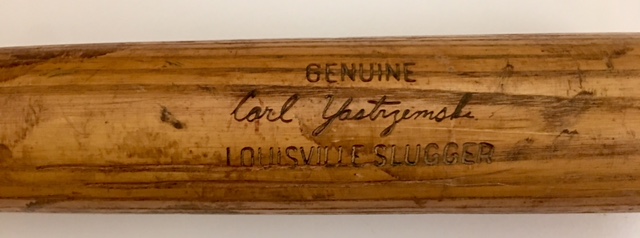 GENUINE
Carl Yastrzemski
LOUISVILLE SLUGGER